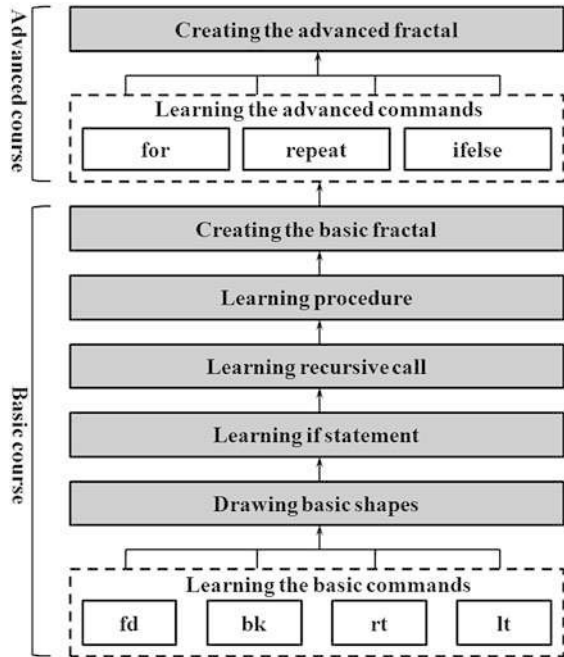 Advanced course
Creating the advanced fractal
Learning the advanced commands
for
repeat
ifelse
Basic course
Creating the basic fractal
Learning procedure
Learning recursive call
Learning if statement
Drawing basic shapes
Learning the basic commands
fd
bk
rt
lt